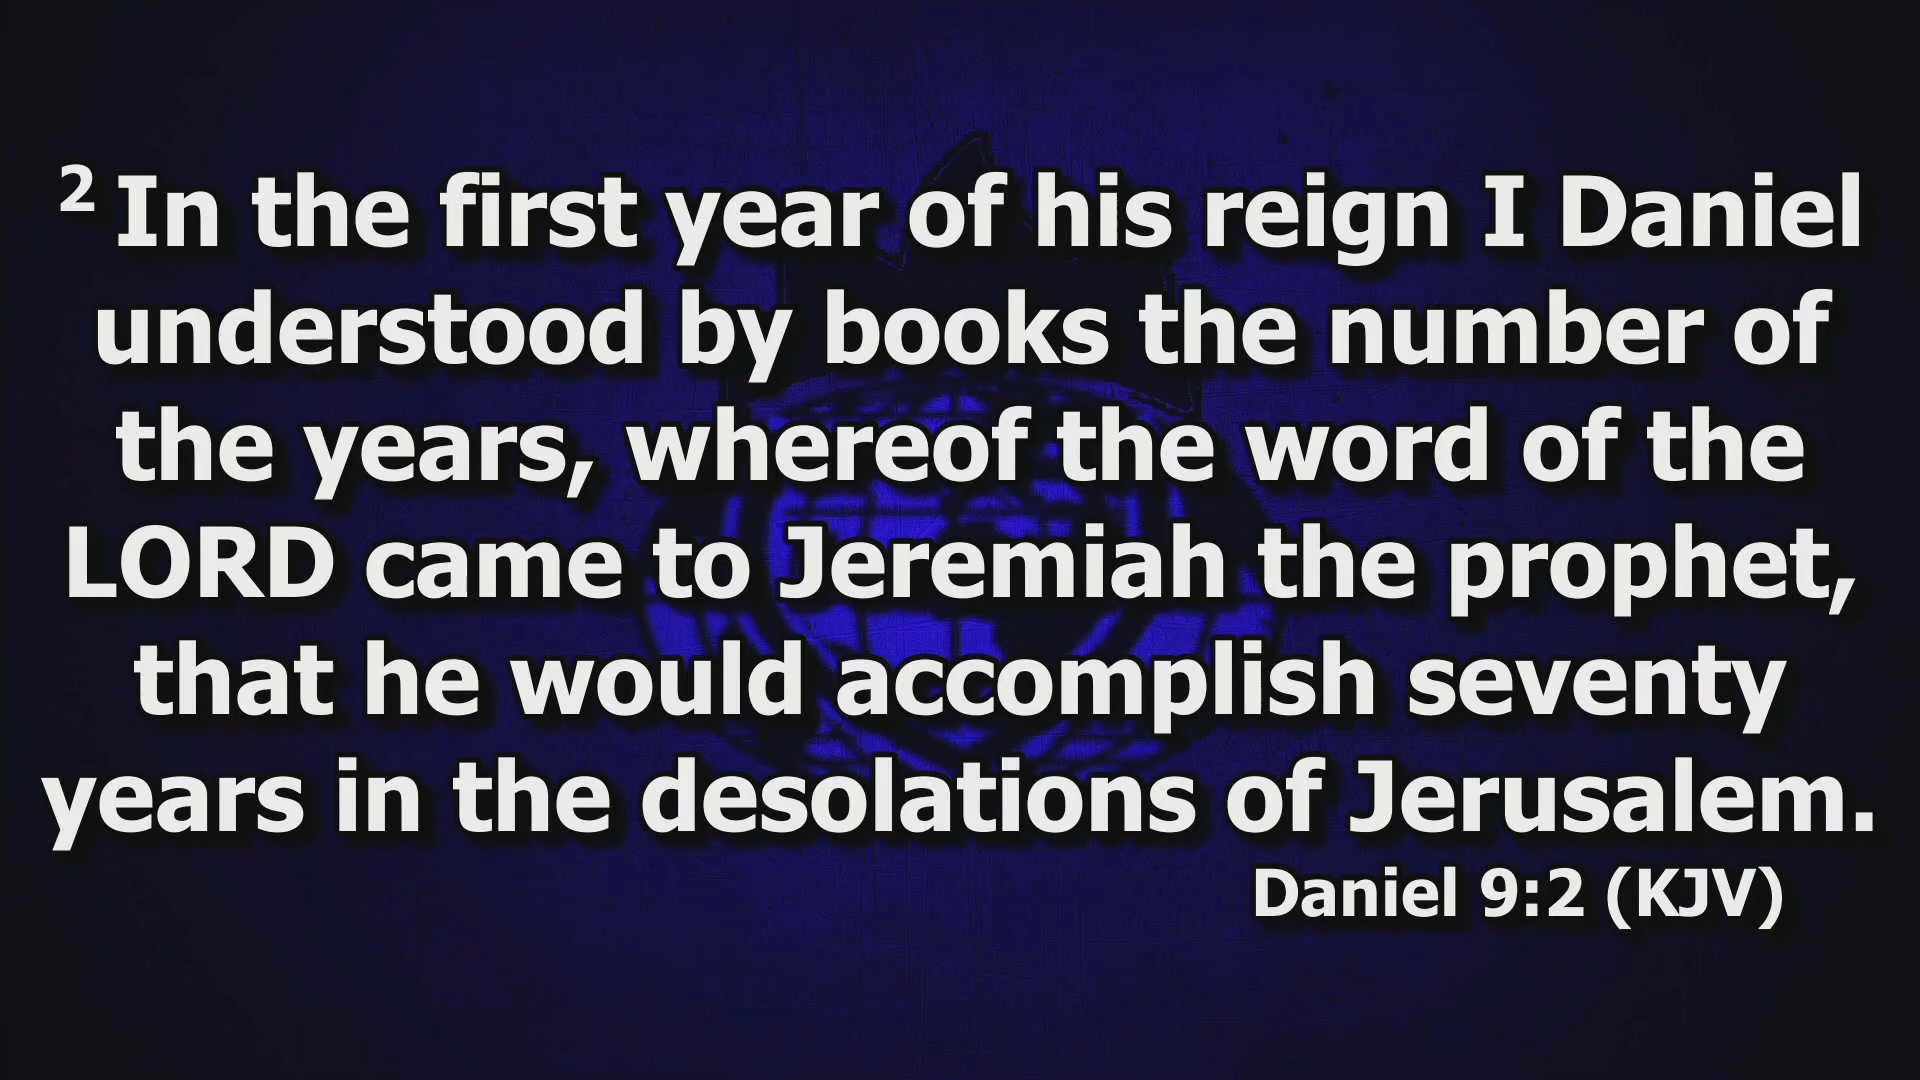 2 In the first year of his reign I Daniel
understood by books the number of
the years, whereof the word of the
LORD came to Jeremiah the prophet,
that he would accomplish seventy
years in the desolations of Jerusalem.
Daniel 9:2 (KJV)